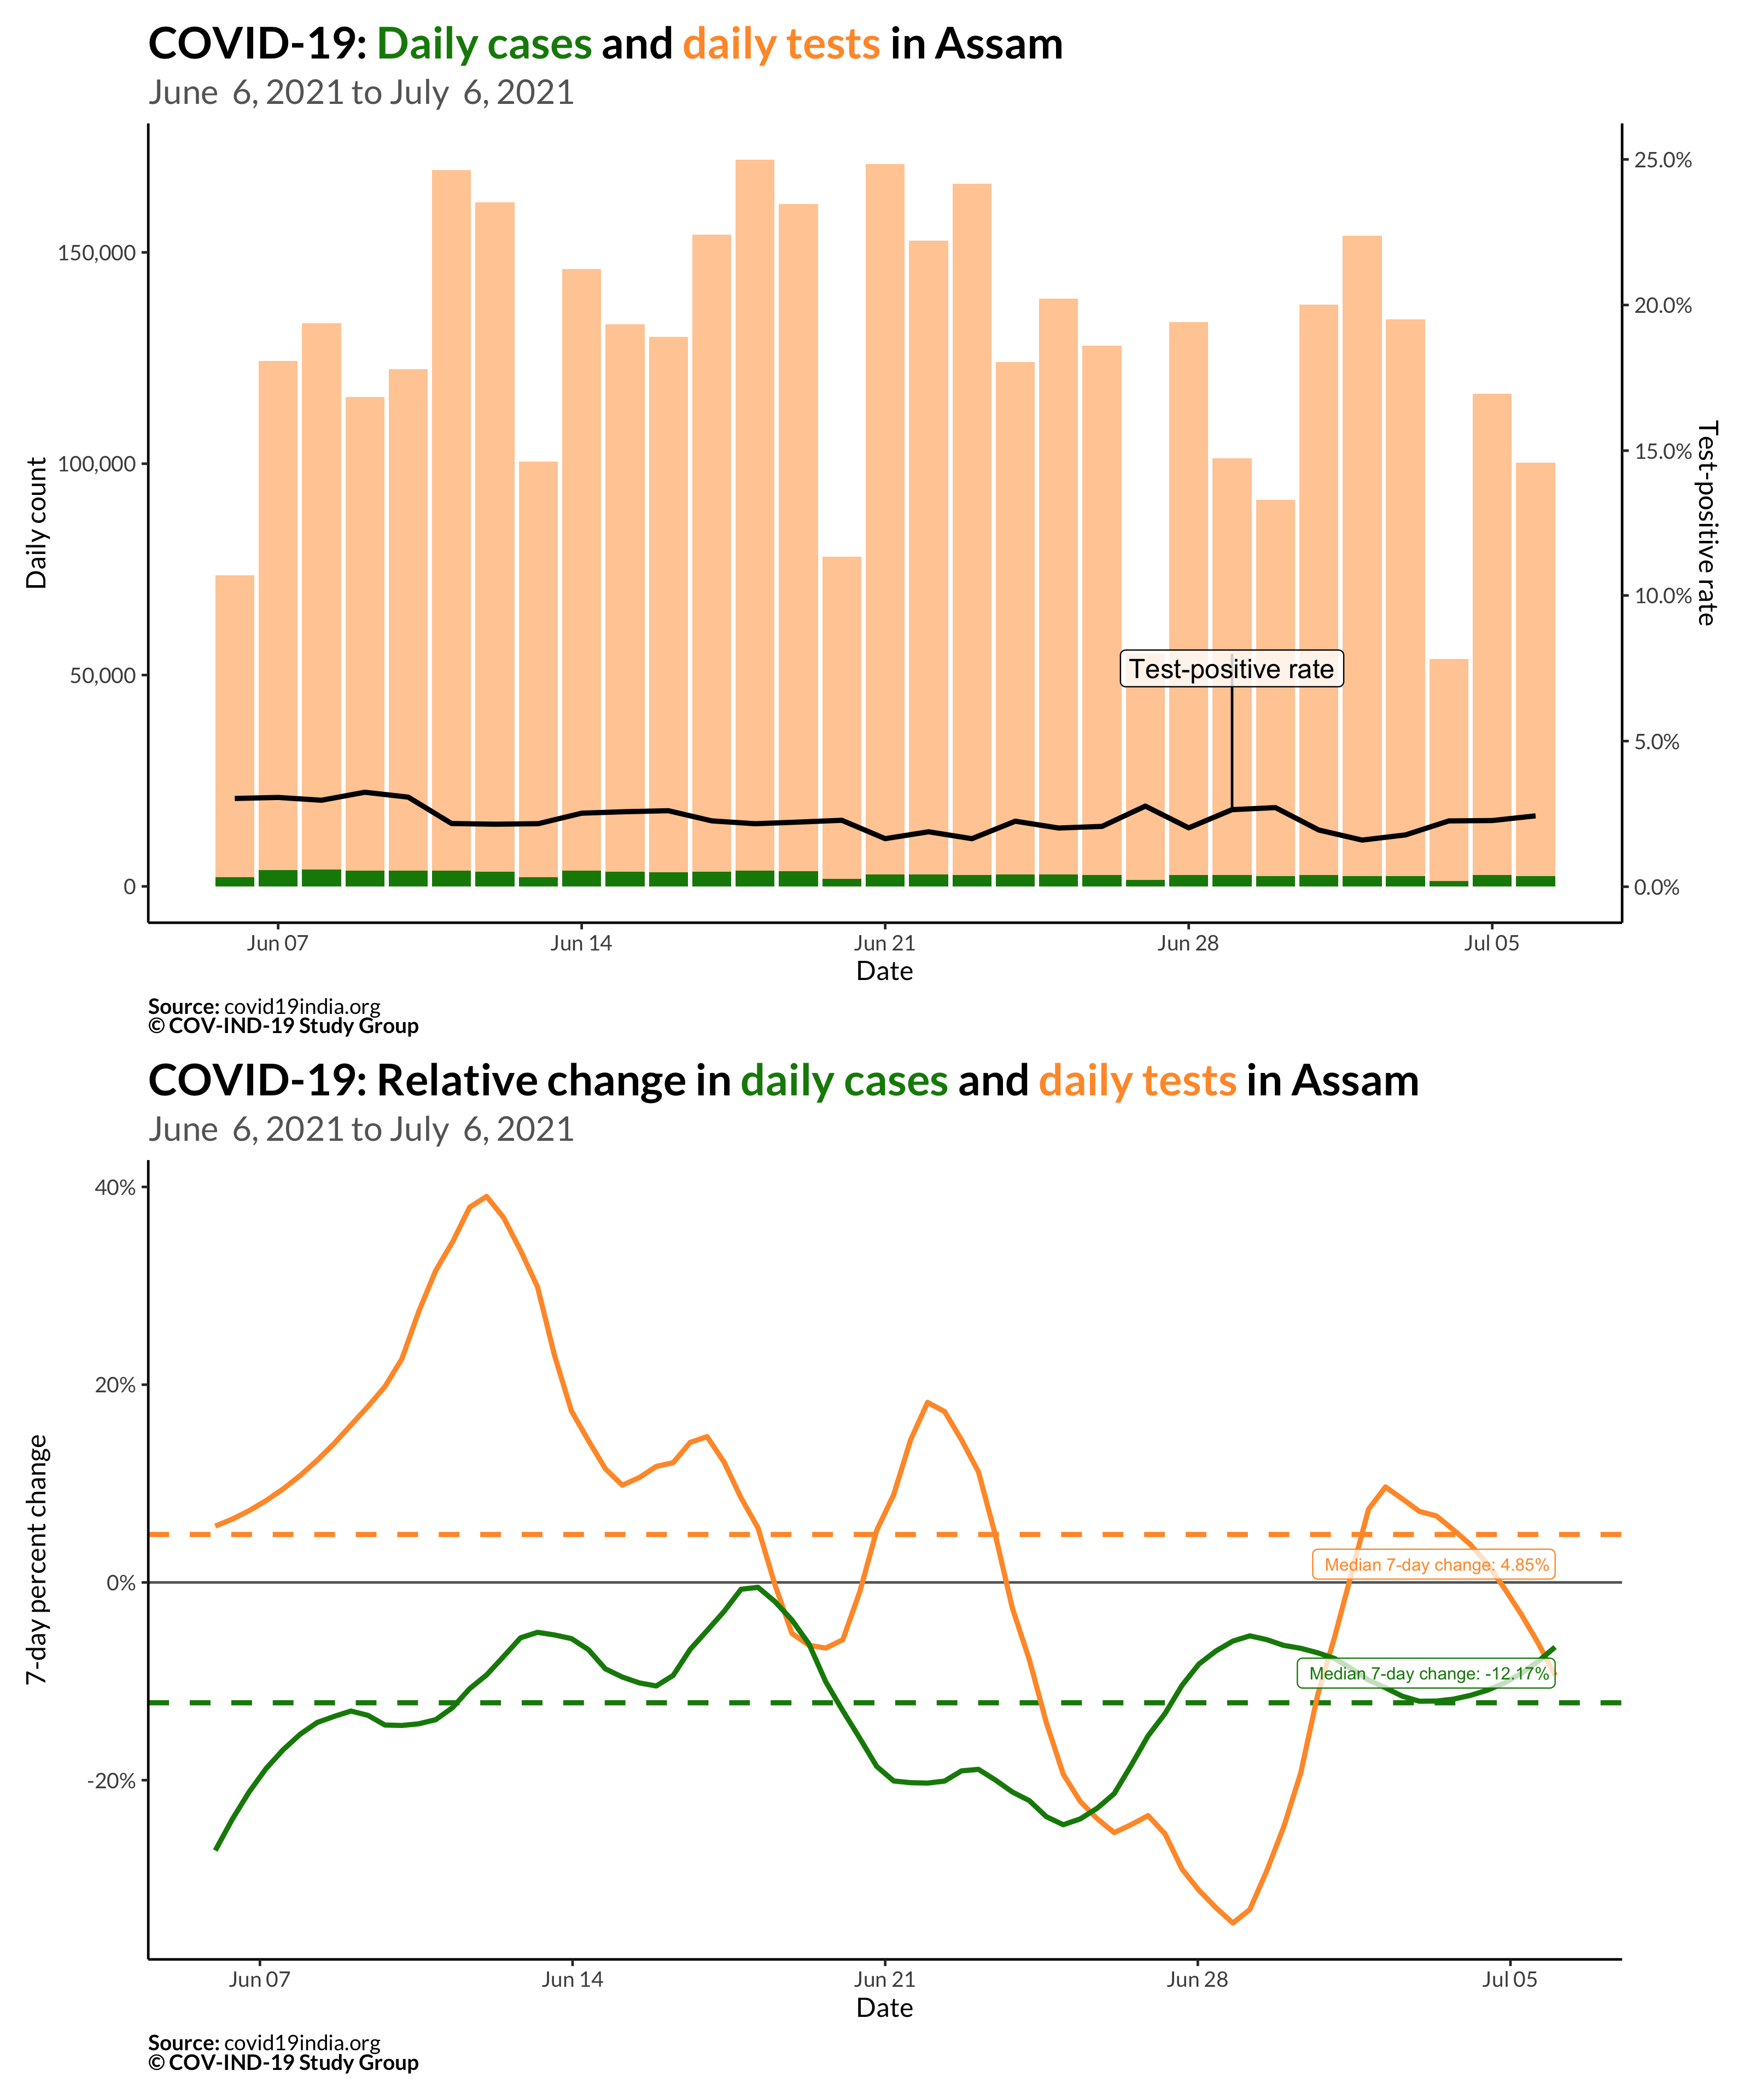 COVID-19: Daily cases and daily tests in Assam
June 6, 2021 to July 6, 2021
150,000
100,000
50,000
0
Daily count
25.0%
20.0%
15.0%
10.0%
5.0%
0.0%
Test-positive rate
Test-positive rate
Jun 07
Jun 14
Jun 21
Jun 28
Jul 05
Date
Source: covid19india.org
© COV-IND-19 Study Group
COVID-19: Relative change in daily cases and daily tests in Assam
June 6, 2021 to July 6, 2021
40%
20%
0%
-20%
7-day percent change
Median 7-day change: 4.85%
Median 7-day change: -12.17%
Jun 07
Jun 14
Jun 21
Jun 28
Jul 05
Date
Source: covid19india.org
© COV-IND-19 Study Group